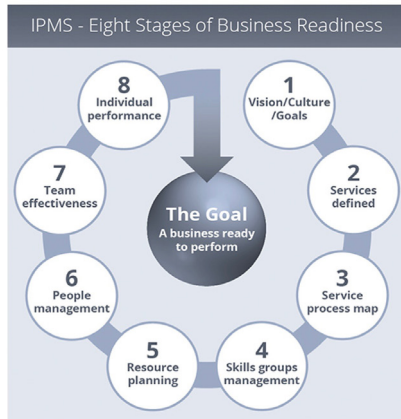 IPMS - Eight Stages of Business Readiness
1
Vision/Culture
/Goals
2
Services
defined
3
Service
process map
4
Skills groups
management
5
Resource
planning
6
People
management
7
Team
effectiveness
8
Individual
performance
The Goal
A business ready
to perform